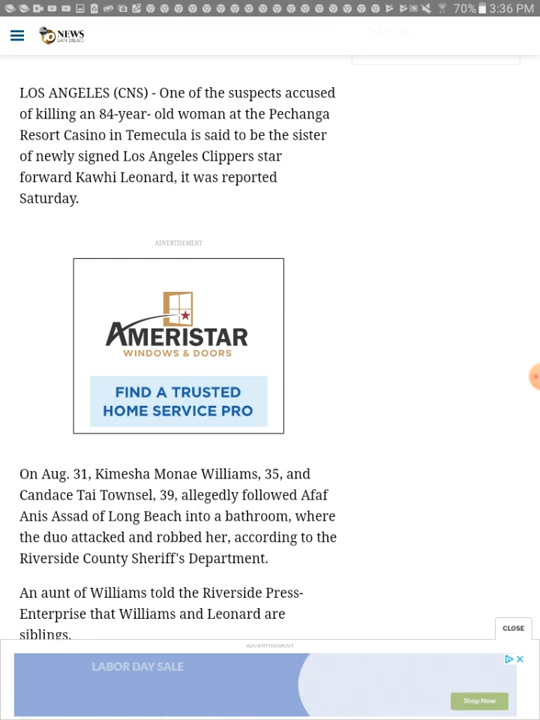 70% 3:36 PM
10 NEWS
SAN DIEGO
LOS ANGELES (CNS) - One of the suspects accused
of killing an 84-year- old woman at the Pechanga
Resort Casino in Temecula is said to be the sister
of newly signed Los Angeles Clippers star
forward Kawhi Leonard, it was reported
Saturday.
ADVERTISEMENT
AMERISTAR
WINDOWS & DOORS
FIND A TRUSTED
HOME SERVICE PRO
On Aug. 31, Kimesha Monae Williams, 35, and
Candace Tai Townsel, 39, allegedly followed Afaf
Anis Assad of Long Beach into a bathroom, where
the duo attacked and robbed her, according to the
Riverside County Sheriff's Department.
An aunt of Williams told the Riverside Press-
Enterprise that Williams and Leonard are
siblings.
CLOSE
ADVERTISEMENT
LABOR DAY SALE
Shop Now